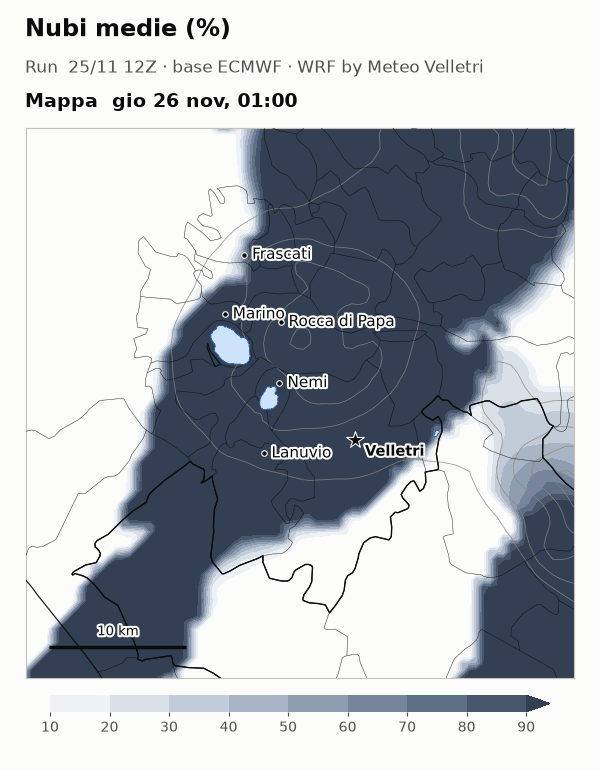 Nubi medie (%)
Run  25/11 12Z · base ECMWF · WRF by Meteo Velletri
Mappa  gio 26 nov, 01:00
Frascati
Marino
Rocca di Papa
Nemi
Velletri
Lanuvio
10 km
10 20 30 40 50 60 70 80 90